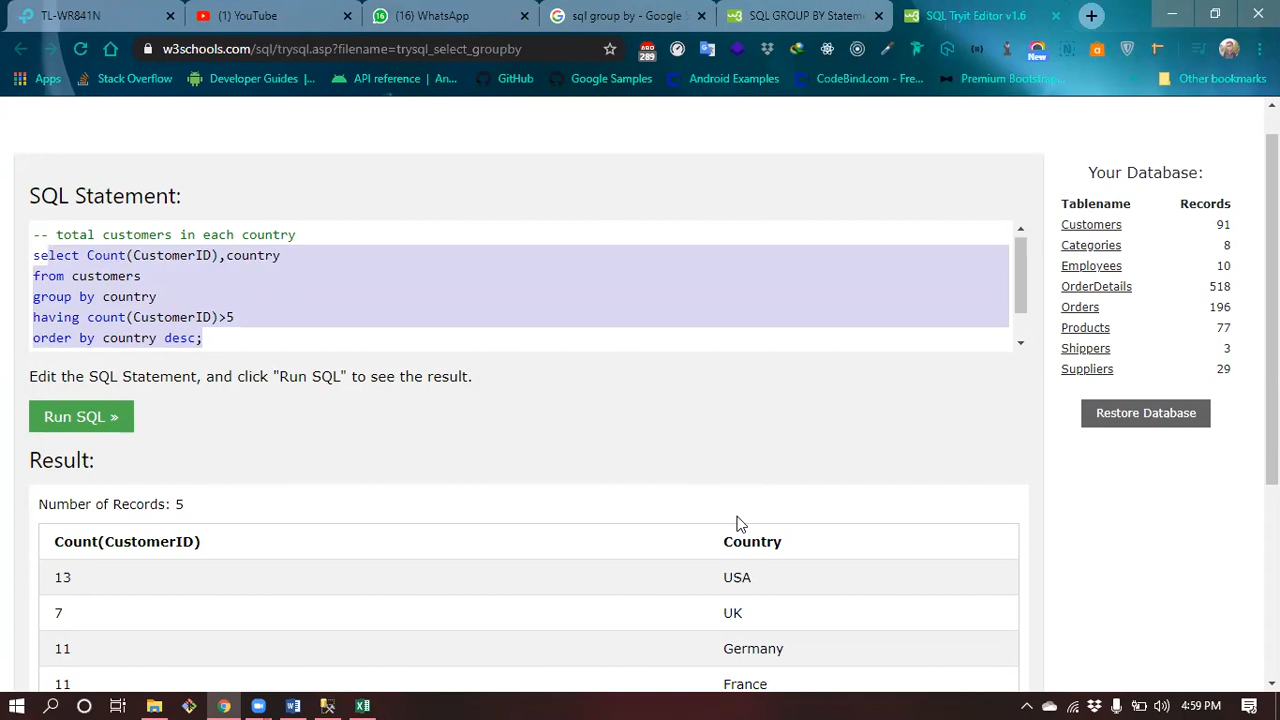 TL-WR841N
(1) YouTube
(16) WhatsApp
sql group by - Google S
SQL GROUP BY Stateme
SQL Tryit Editor v1.6
w3schools.com/sql/trysql.asp?filename=trysql_select_groupby
289
New
Apps
Stack Overflow
Developer Guides |...
API reference | An...
GitHub
Google Samples
Android Examples
CodeBind.com - Fre...
Premium Bootstrap...
Other bookmarks
SQL Statement:
-- total customers in each country
select Count(CustomerID),country
from customers
group by country
having count(CustomerID)>5
order by country desc;
Edit the SQL Statement, and click "Run SQL" to see the result.
Run SQL »
Result:
Number of Records: 5
Count(CustomerID) Country
13 USA
7 UK
11 Germany
11 France
Your Database:
Tablename Records
Customers 91
Categories 8
Employees 10
OrderDetails 518
Orders 196
Products 77
Shippers 3
Suppliers 29
Restore Database
4:59 PM